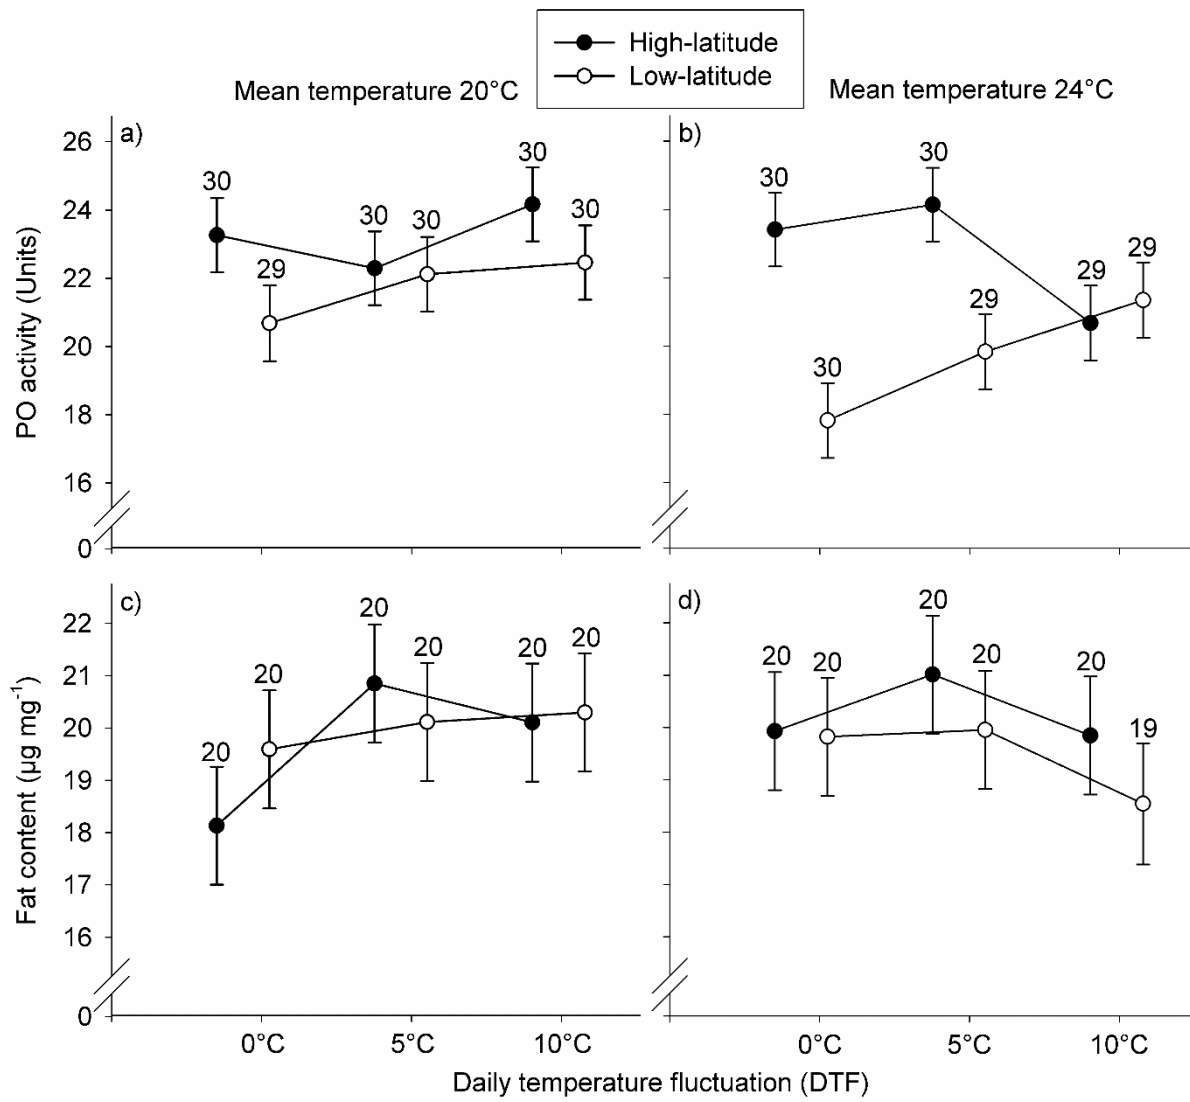 High-latitude
Low-latitude
Mean temperature 20°C
Mean temperature 24°C
a)
b)
PO activity (Units)
26
24
22
20
18
16
0
30
30
30
29
30
30
30
30
29
30
29
29
c)
d)
Fat content (µg mg⁻¹)
22
21
20
19
18
17
16
0
20
20
20
20
20
20
20
20
20
20
20
19
0°C
5°C
10°C
0°C
5°C
10°C
Daily temperature fluctuation (DTF)